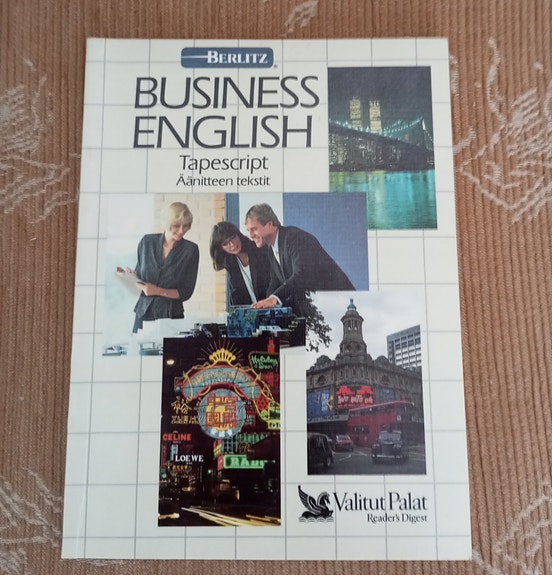 BERLITZ
BUSINESS
ENGLISH
Tapescript
Äänitteen tekstit
CELINE
LOEWE
Valitut Palat
Reader's Digest